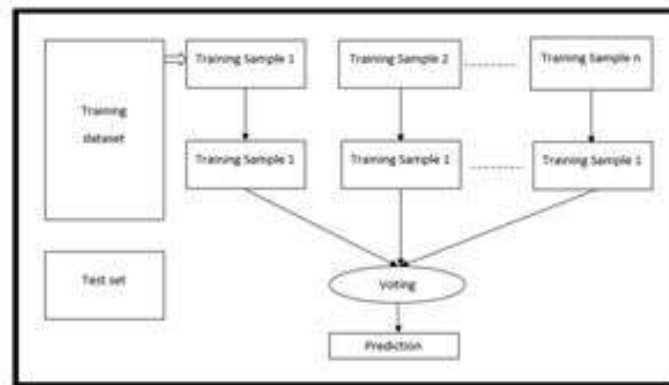 Training Sample 1
Training Sample 2
Training Sample n
Training
dataset
Training Sample 1
Training Sample 1
Training Sample 1
Test set
Voting
Prediction